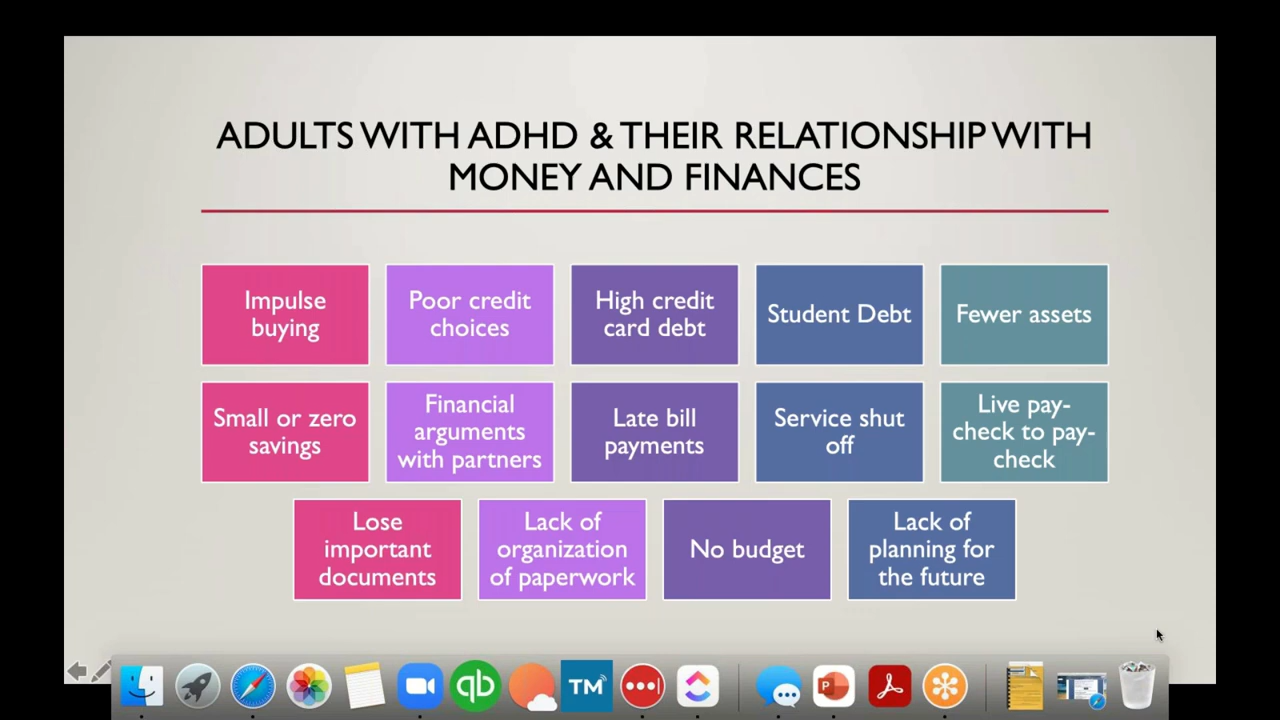 ADULTS WITH ADHD & THEIR RELATIONSHIP WITH
MONEY AND FINANCES
Impulse
buying
Poor credit
choices
High credit
card debt
Student Debt
Fewer assets
Small or zero
savings
Financial
arguments
with partners
Late bill
payments
Service shut
off
Live pay-
check to pay-
check
Lose
important
documents
Lack of
organization
of paperwork
No budget
Lack of
planning for
the future
qb
TM
P